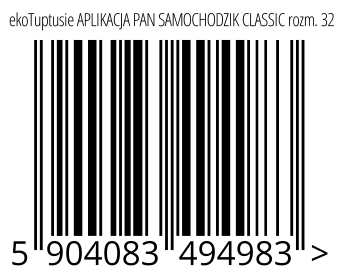 ekoTuptusie APLIKACJA PAN SAMOCHODZIK CLASSIC rozm. 32
5 904083 494983 >